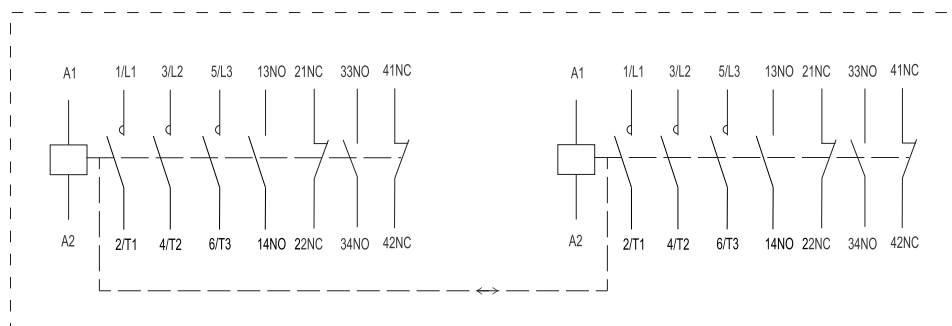 A1 1/L1 3/L2 5/L3 13NO 21NC 33NO 41NC A1 1/L1 3/L2 5/L3 13NO 21NC 33NO 41NC
A2 2/T1 4/T2 6/T3 14NO 22NC 34NO 42NC A2 2/T1 4/T2 6/T3 14NO 22NC 34NO 42NC